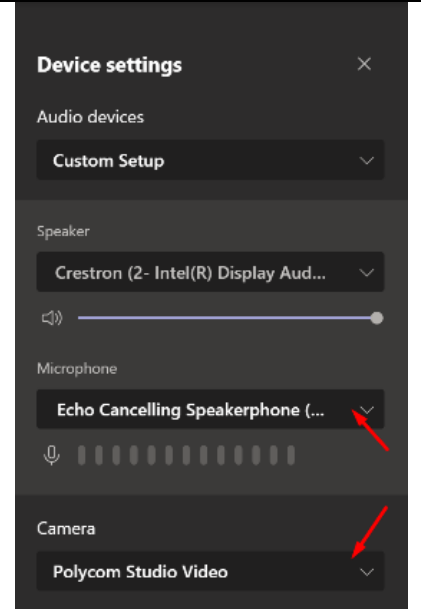 Device settings
Audio devices
Custom Setup
Speaker
Crestron (2- Intel(R) Display Aud...
Microphone
Echo Cancelling Speakerphone (...
Camera
Polycom Studio Video